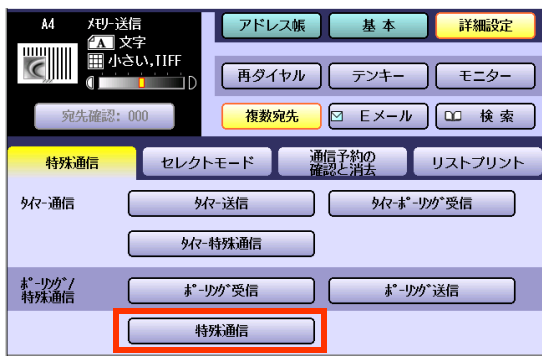 A4 ﾒﾓﾘｰ送信
A 文字
小さい,TIFF
D
宛先確認: 000
アドレス帳 基 本 詳細設定
再ダイヤル テンキー モニター
複数宛先 Eメール 検 索
特殊通信 セレクトモード 通信予約の
確認と消去 リストプリント
ﾀｲﾏｰ通信 ﾀｲﾏｰ送信 ﾀｲﾏｰﾎﾟｰﾘﾝｸﾞ受信
ﾀｲﾏｰ特殊通信
ﾎﾟｰﾘﾝｸﾞ/
特殊通信 ﾎﾟｰﾘﾝｸﾞ受信 ﾎﾟｰﾘﾝｸﾞ送信
特殊通信